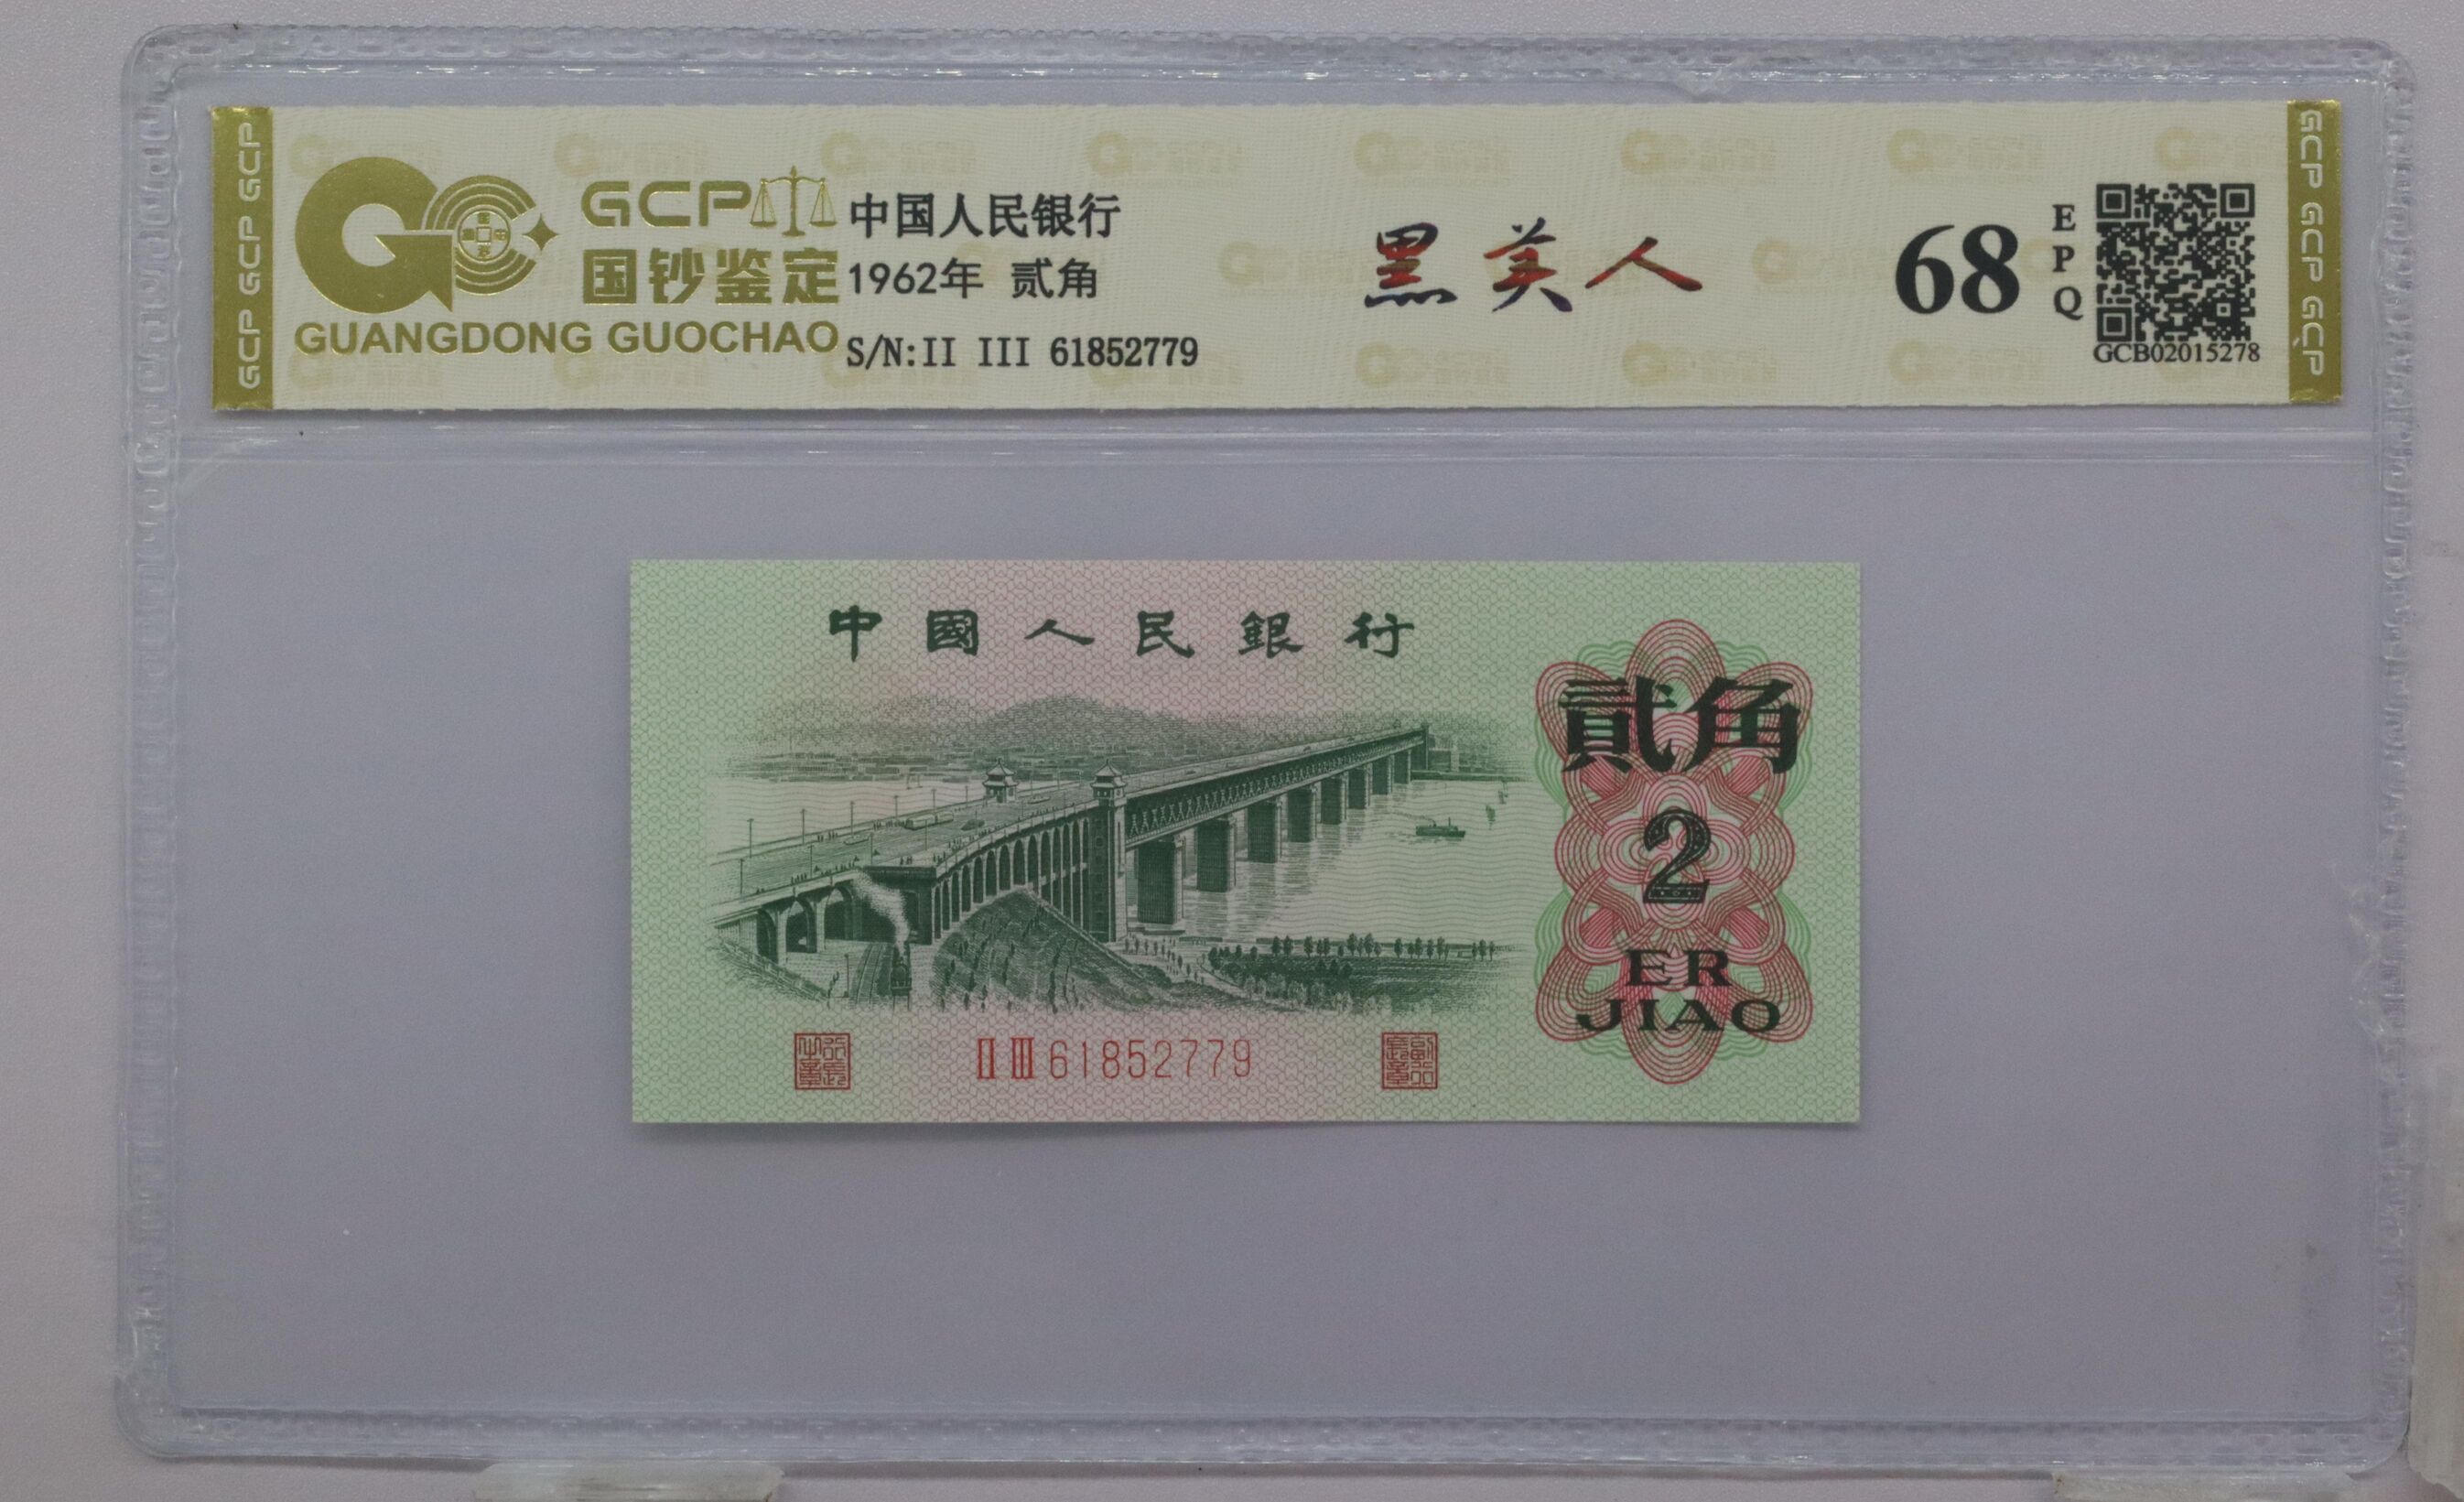 GCP GCP GCP
GCP
国钞鉴定
GUANGDONG GUOCHAO
中国人民银行
1962年 贰角
S/N:II III 61852779
黑美人
68
EPQ
GCB02015278
GCP GCP GCP
中國人民銀行
貳角
2
ER
JIAO
II III 61852779